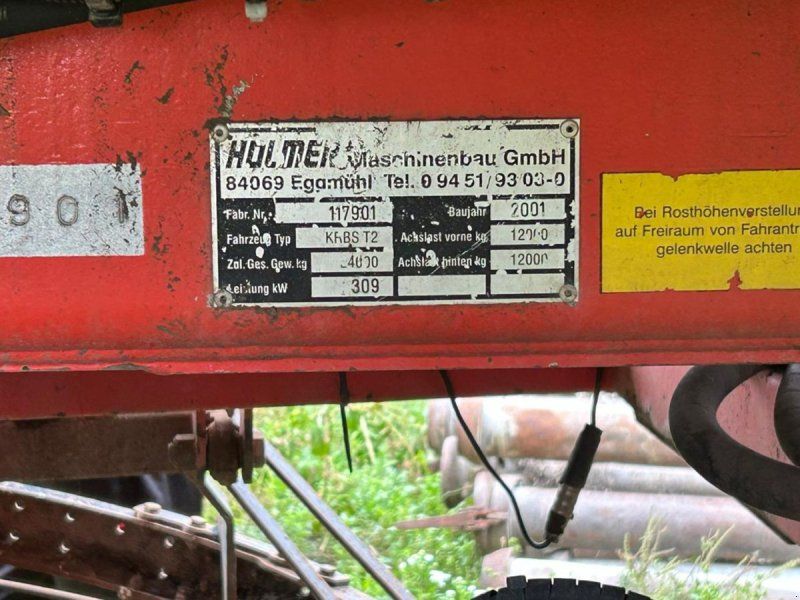 HOLMER Maschinenbau GmbH
84069 Eggmühl Tel. 0 94 51/93 03-0
Fabr. Nr. 117901 Baujahr 2001
Fahrzeug Typ KRBS T2 Achslast vorne kg 12000
Zul. Ges. Gew. kg 24000 Achslast hinten kg 12000
Leistung kW 309
901
Bei Rosthöhenverstellu
auf Freiraum von Fahrantr
gelenkwelle achten